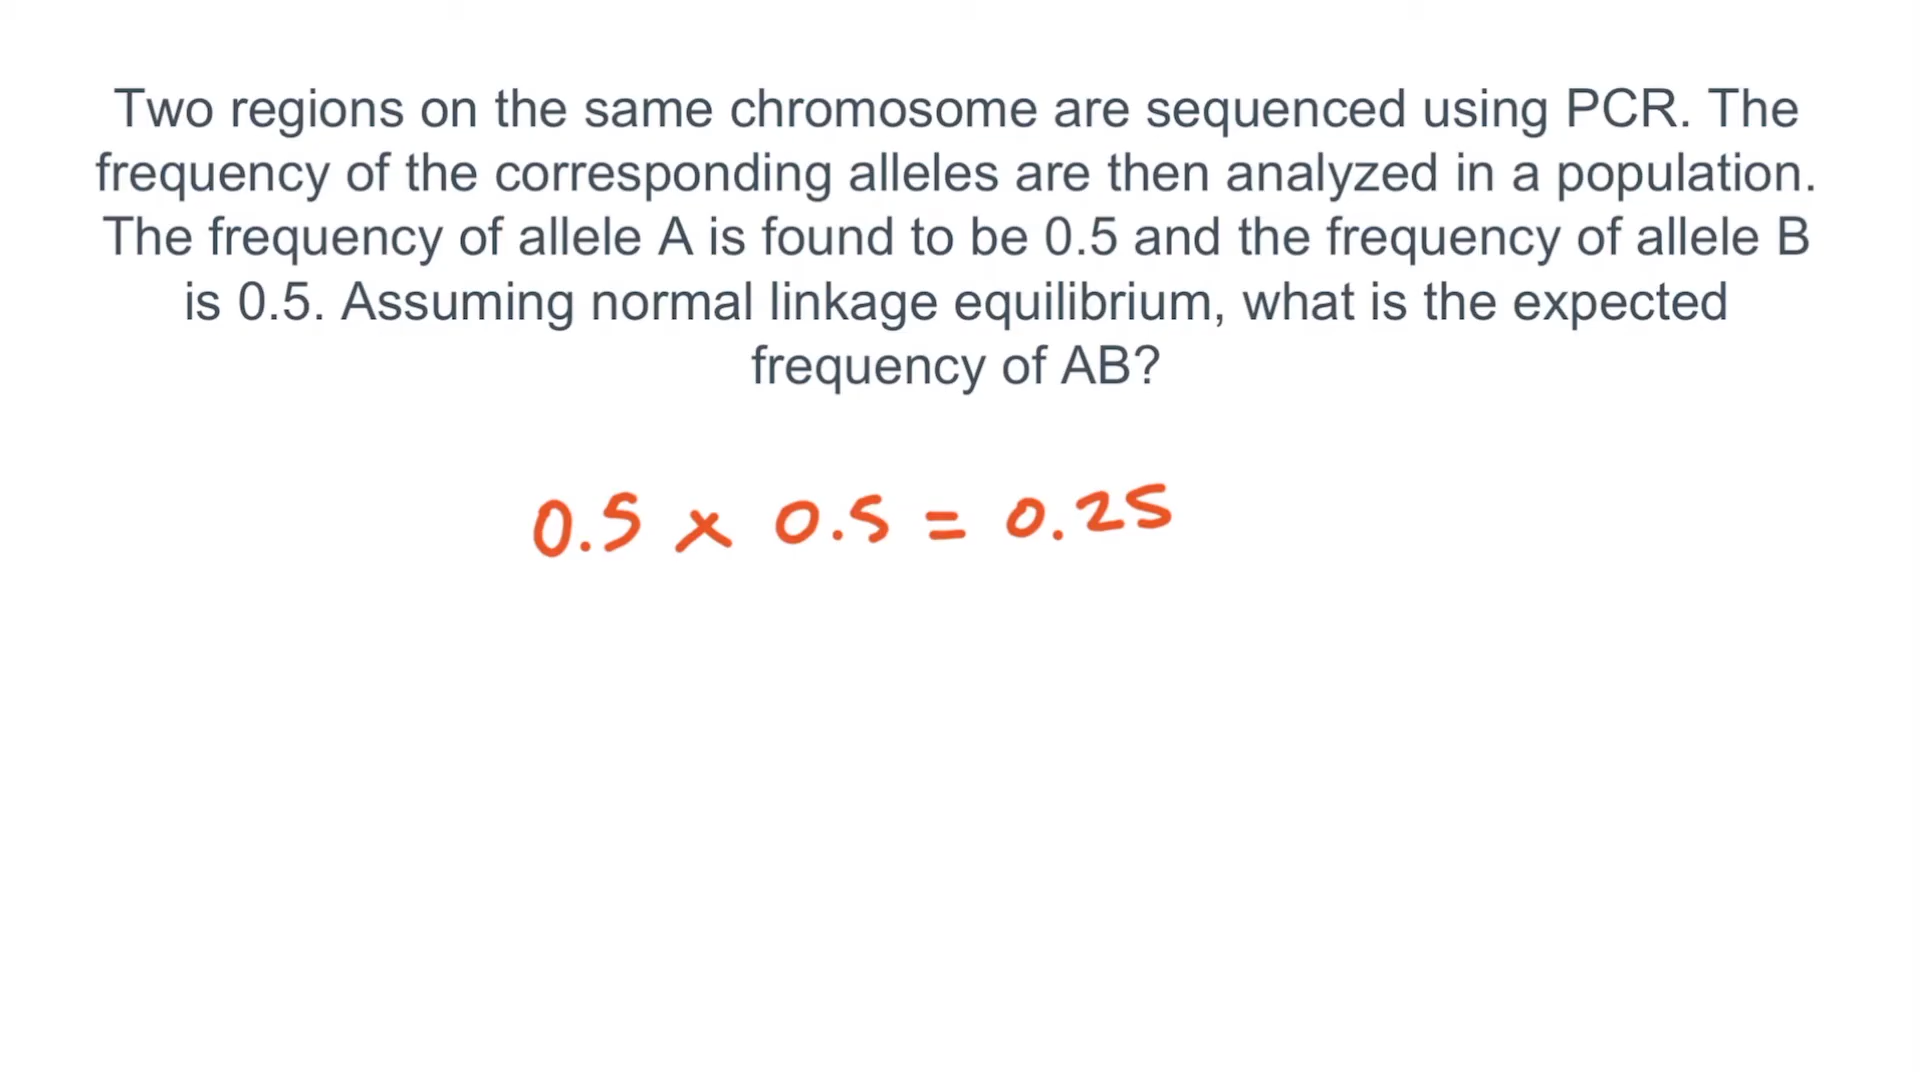 Two regions on the same chromosome are sequenced using PCR. The
frequency of the corresponding alleles are then analyzed in a population.
The frequency of allele A is found to be 0.5 and the frequency of allele B
is 0.5. Assuming normal linkage equilibrium, what is the expected
frequency of AB?
0.5 x 0.5 = 0.25